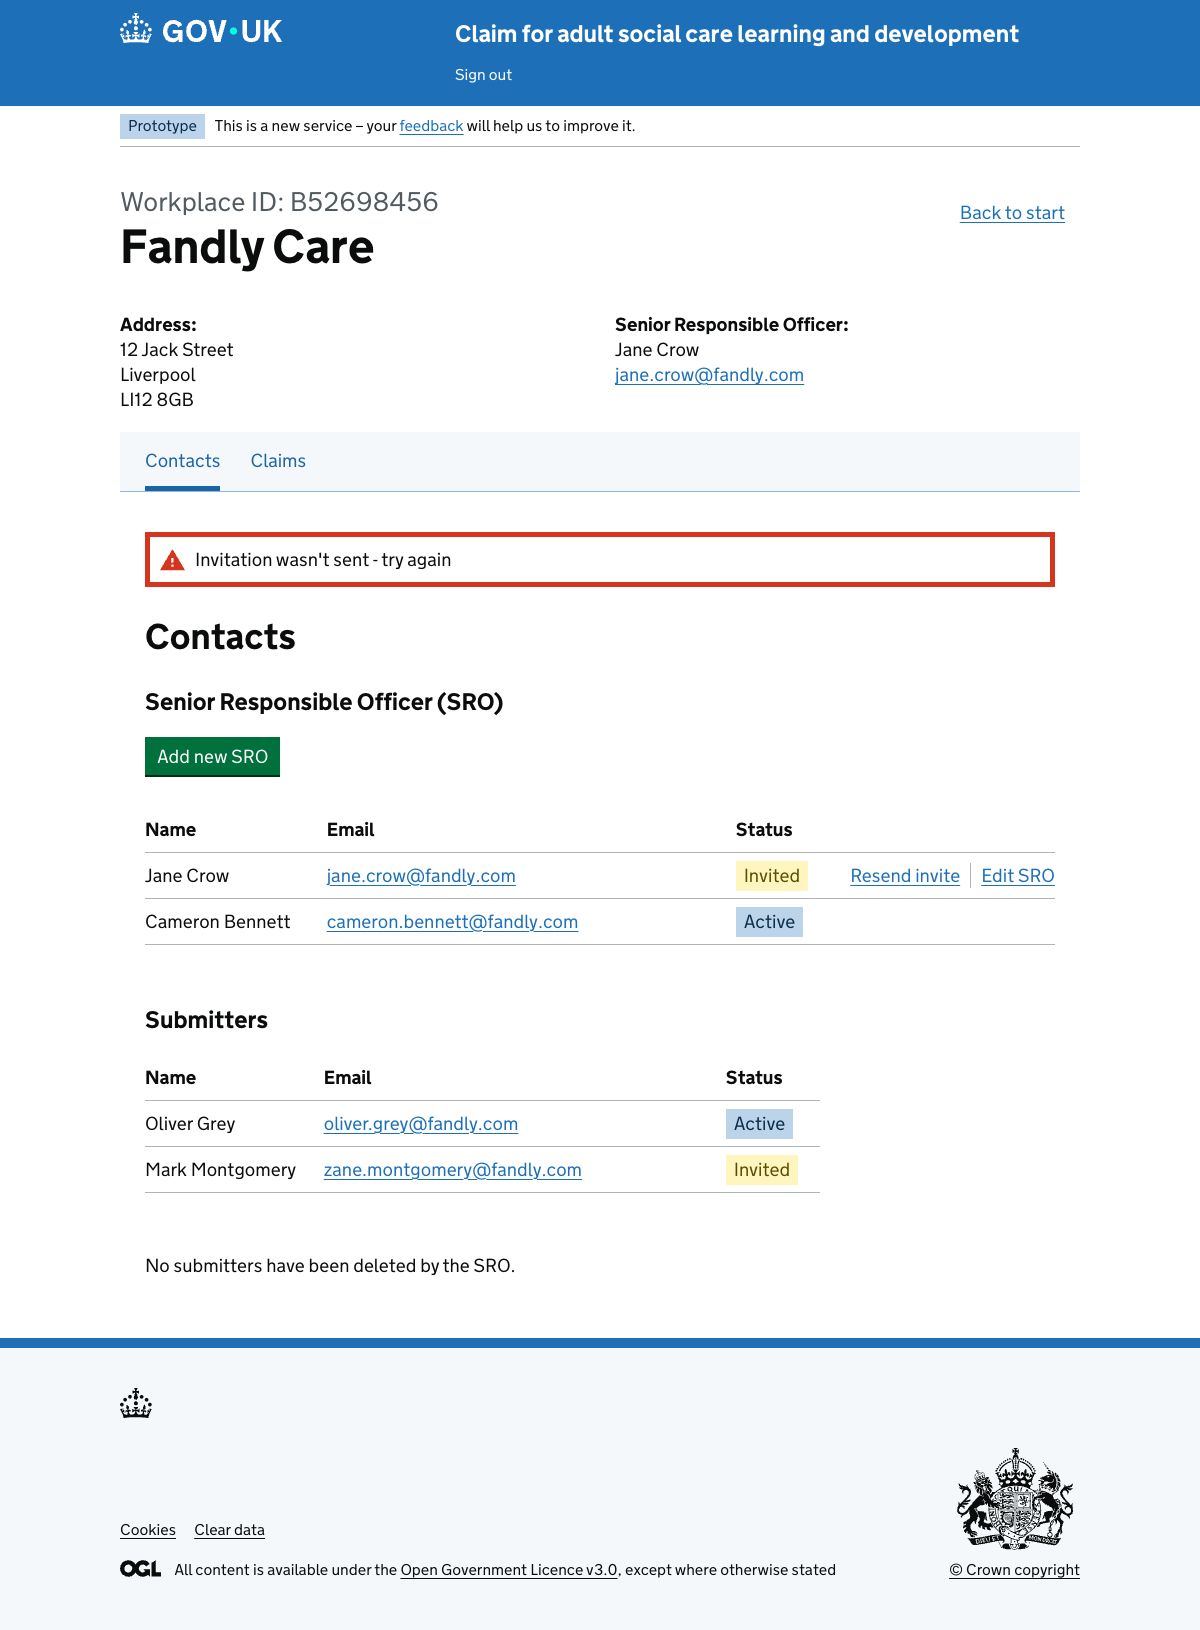 GOV·UK
Claim for adult social care learning and development
Sign out
Prototype This is a new service – your feedback will help us to improve it.
Workplace ID: B52698456
Back to start
Fandly Care
Address:
12 Jack Street
Liverpool
LI12 8GB
Senior Responsible Officer:
Jane Crow
jane.crow@fandly.com
Contacts Claims
Invitation wasn't sent - try again
Contacts
Senior Responsible Officer (SRO)
Add new SRO
Name Email Status
Jane Crow jane.crow@fandly.com Invited Resend invite Edit SRO
Cameron Bennett cameron.bennett@fandly.com Active
Submitters
Name Email Status
Oliver Grey oliver.grey@fandly.com Active
Mark Montgomery zane.montgomery@fandly.com Invited
No submitters have been deleted by the SRO.
Cookies Clear data
OGL All content is available under the Open Government Licence v3.0, except where otherwise stated
© Crown copyright